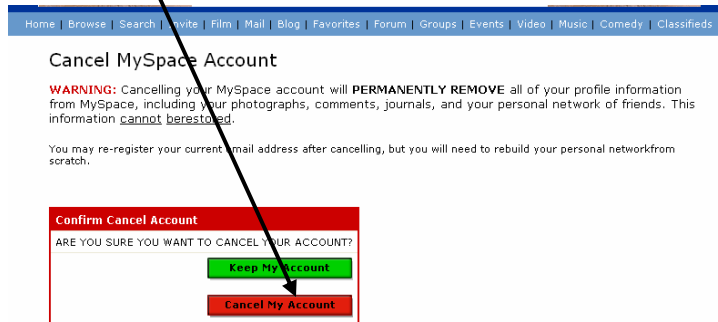 Home | Browse | Search | Invite | Film | Mail | Blog | Favorites | Forum | Groups | Events | Video | Music | Comedy | Classifieds
Cancel MySpace Account
WARNING: Cancelling your MySpace account will PERMANENTLY REMOVE all of your profile information
from MySpace, including your photographs, comments, journals, and your personal network of friends. This
information cannot berestored.
You may re-register your current email address after cancelling, but you will need to rebuild your personal networkfrom
scratch.
Confirm Cancel Account
ARE YOU SURE YOU WANT TO CANCEL YOUR ACCOUNT?
Keep My Account
Cancel My Account